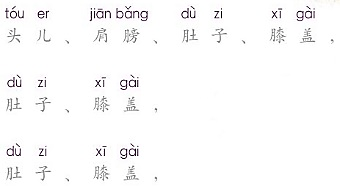 tóu er jiān bǎng dù zi xī gài
头 儿 、 肩 膀 、 肚 子 、 膝 盖 ，
dù zi xī gài
肚 子 、 膝 盖 ，
dù zi xī gài
肚 子 、 膝 盖 。